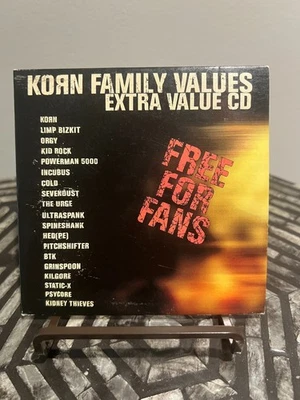 KOЯN FAMILY VALUES
EXTRA VALUE CD
KORN
LIMP BIZKIT
ORGY
KID ROCK
POWERMAN 5000
INCUBUS
COLD
SEVENDUST
THE URGE
ULTRASPANK
SPINESHANK
HED(PE)
PITCHSHIFTER
BTK
GRINSPOON
KILGORE
STATIC-X
PSYCORE
KIDNEY THIEVES
FREE
FOR
FANS